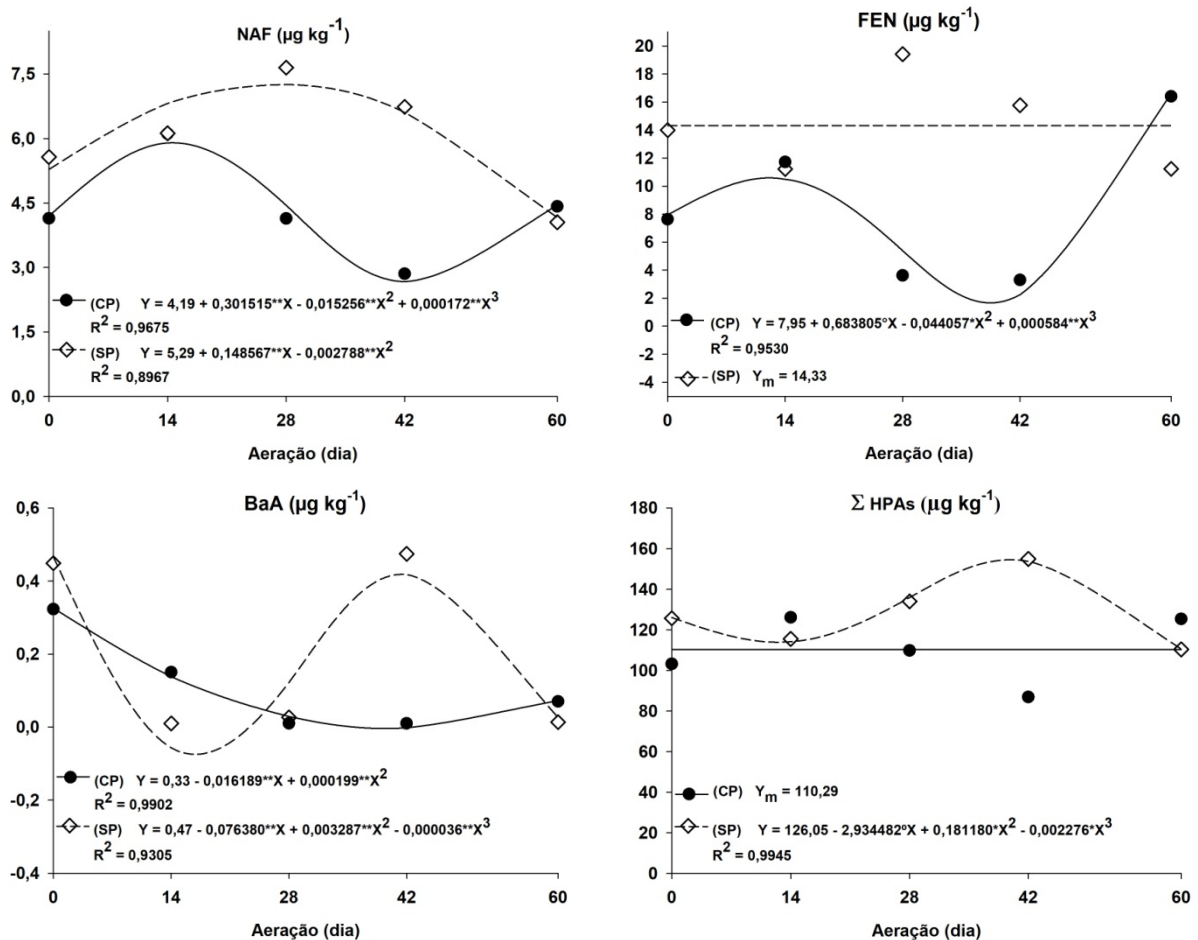 NAF (µg kg⁻¹)
7,5
6,0
4,5
3,0
1,5
0,0
(CP) Y = 4,19 + 0,301515**X - 0,015256**X² + 0,000172**X³
R² = 0,9675
(SP) Y = 5,29 + 0,148567**X - 0,002788**X²
R² = 0,8967
0 14 28 42 60
Aeração (dia)
FEN (µg kg⁻¹)
20
18
16
14
12
10
8
6
4
2
0
-2
-4
(CP) Y = 7,95 + 0,683805°X - 0,044057*X² + 0,000584**X³
R² = 0,9530
(SP) Yₘ = 14,33
0 14 28 42 60
Aeração (dia)
BaA (µg kg⁻¹)
0,6
0,4
0,2
0,0
-0,2
-0,4
(CP) Y = 0,33 - 0,016189**X + 0,000199**X²
R² = 0,9902
(SP) Y = 0,47 - 0,076380**X + 0,003287**X² - 0,000036**X³
R² = 0,9305
0 14 28 42 60
Aeração (dia)
Σ HPAs (µg kg⁻¹)
180
160
140
120
100
80
60
40
20
0
(CP) Yₘ = 110,29
(SP) Y = 126,05 - 2,934482ºX + 0,181180*X² - 0,002276*X³
R² = 0,9945
0 14 28 42 60
Aeração (dia)